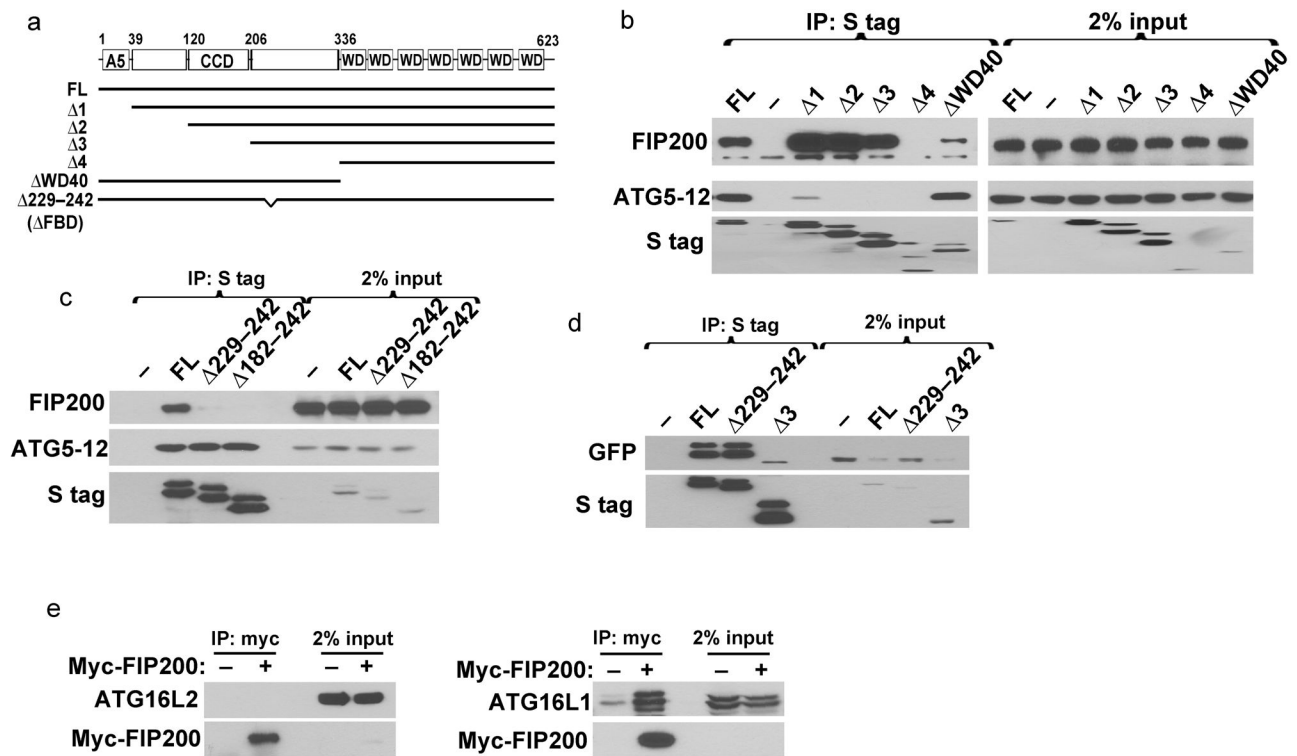 a
1 39 120 206 336 623
A5 CCD WD WD WD WD WD WD WD
FL
Δ1
Δ2
Δ3
Δ4
ΔWD40
Δ229–242
(ΔFBD)
b
IP: S tag 2% input
FL – Δ1 Δ2 Δ3 Δ4 ΔWD40 FL – Δ1 Δ2 Δ3 Δ4 ΔWD40
FIP200
ATG5-12
S tag
c
IP: S tag 2% input
– FL Δ229–242 Δ182–242 – FL Δ229–242 Δ182–242
FIP200
ATG5-12
S tag
d
IP: S tag 2% input
– FL Δ229–242 Δ3 – FL Δ229–242 Δ3
GFP
S tag
e
IP: myc 2% input
Myc-FIP200: – + – +
ATG16L2
Myc-FIP200
IP: myc 2% input
Myc-FIP200: – + – +
ATG16L1
Myc-FIP200